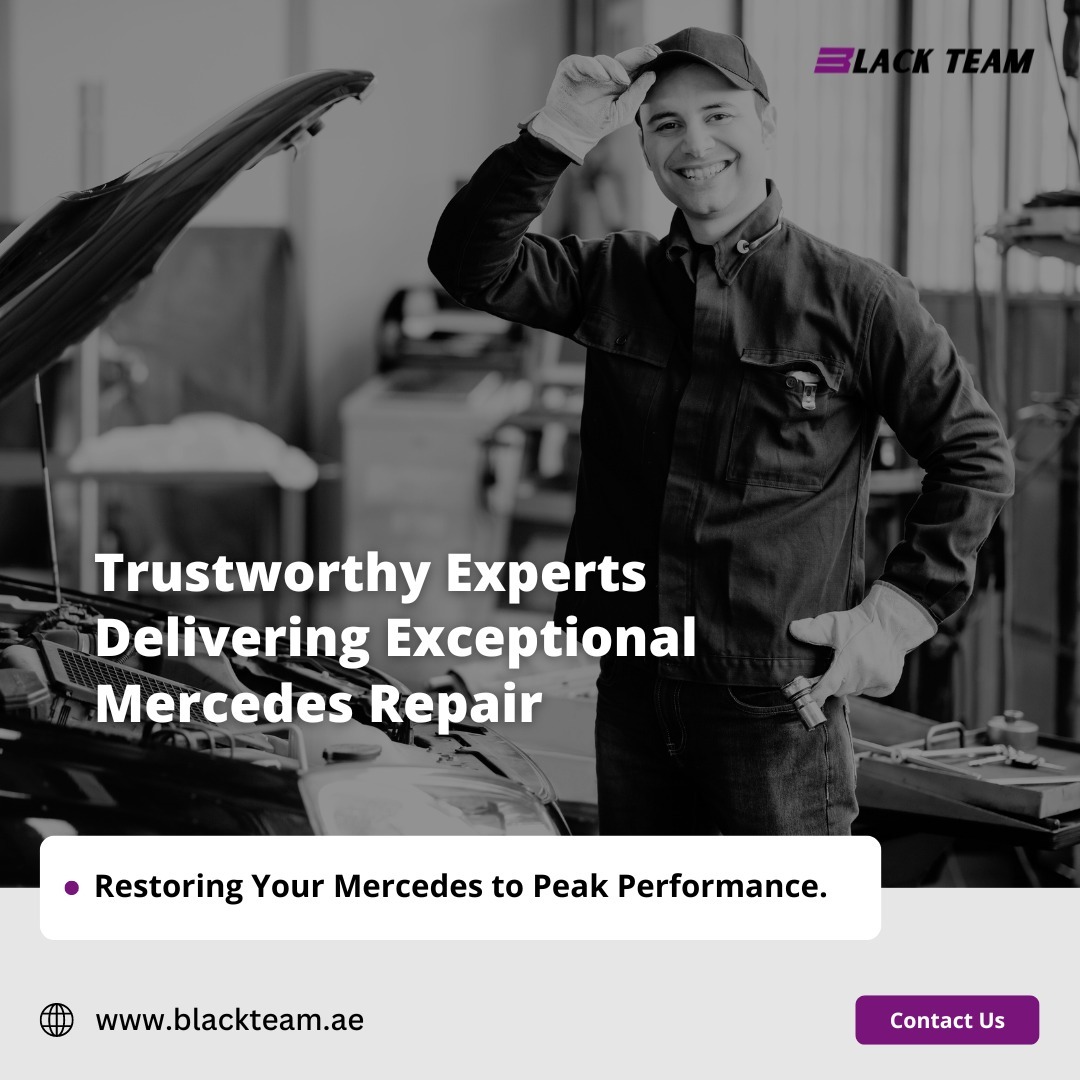 BLACK TEAM
Trustworthy Experts
Delivering Exceptional
Mercedes Repair
Restoring Your Mercedes to Peak Performance.
www.blackteam.ae
Contact Us